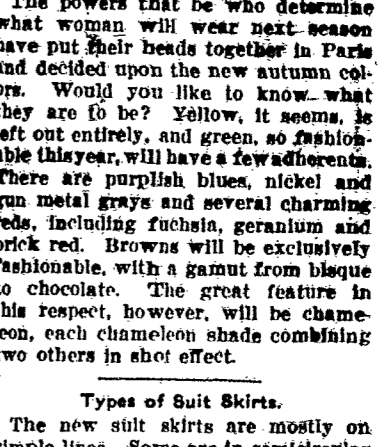 The powers that be who determine
what woman will wear next season
have put their heads together in Paris
and decided upon the new autumn col-
ors. Would you like to know what
they are to be? Yellow, it seems, is
left out entirely, and green, so fashion-
able this year, will have a few adherents.
There are purplish blues, nickel and
gun metal grays and several charming
reds, including fuchsia, geranium and
brick red. Browns will be exclusively
fashionable, with a gamut from bisque
to chocolate. The great feature in
this respect, however, will be chame-
leon, each chameleon shade combining
two others in shot effect.
Types of Suit Skirts.
The new suit skirts are mostly on
simple lines. Some are in